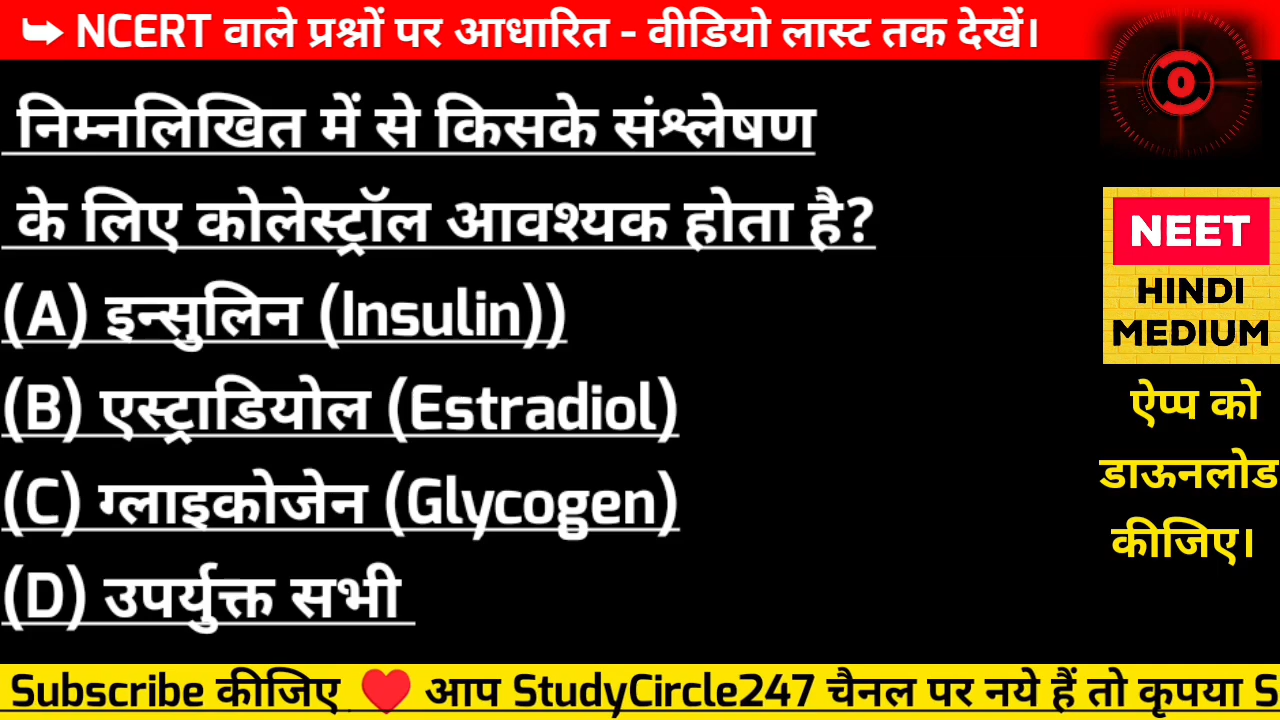 ➥ NCERT वाले प्रश्नों पर आधारित - वीडियो लास्ट तक देखें।
निम्नलिखित में से किसके संश्लेषण
के लिए कोलेस्ट्रॉल आवश्यक होता है?
(A) इन्सुलिन (Insulin))
(B) एस्ट्राडियोल (Estradiol)
(C) ग्लाइकोजेन (Glycogen)
(D) उपर्युक्त सभी
0
NEET
HINDI
MEDIUM
ऐप्प को
डाऊनलोड
कीजिए।
Subscribe कीजिए ♥ आप StudyCircle247 चैनल पर नये हैं तो कृपया S